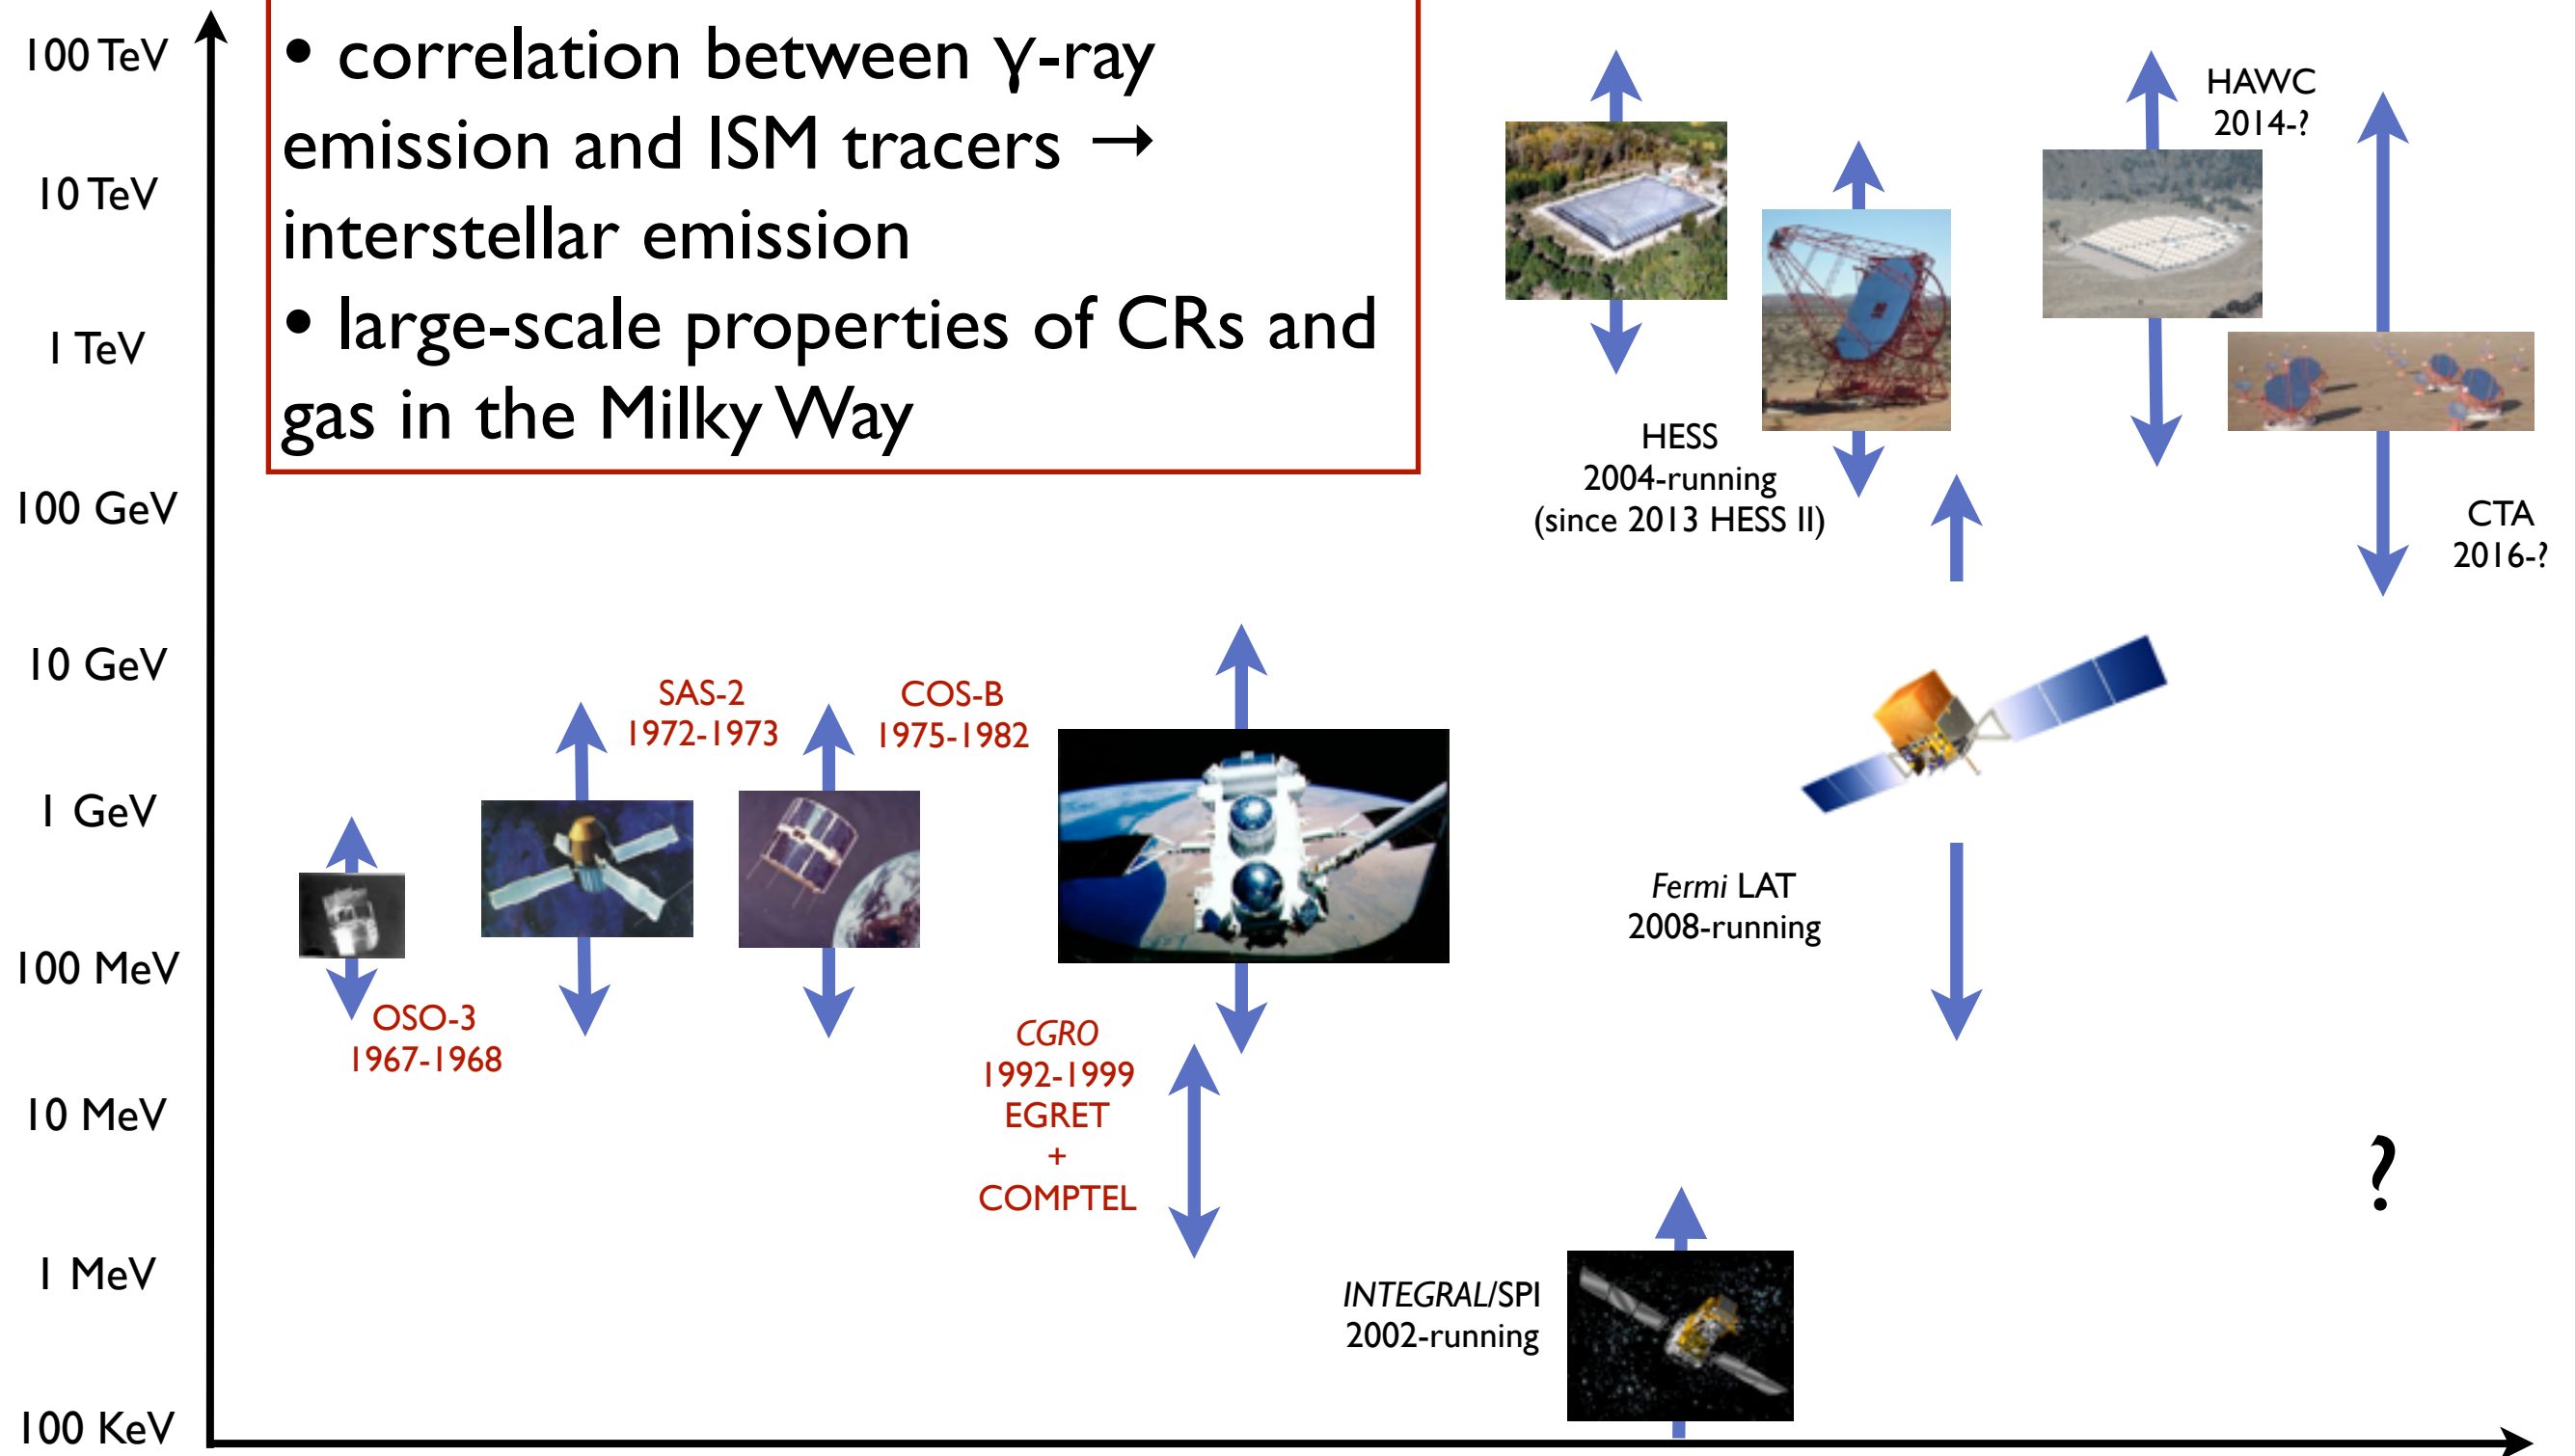 100 TeV
10 TeV
1 TeV
100 GeV
10 GeV
1 GeV
100 MeV
10 MeV
1 MeV
100 KeV
• correlation between γ-ray
emission and ISM tracers →
interstellar emission
• large-scale properties of CRs and
gas in the Milky Way
HAWC
2014-?
HESS
2004-running
(since 2013 HESS II)
CTA
2016-?
SAS-2
1972-1973
COS-B
1975-1982
OSO-3
1967-1968
Fermi LAT
2008-running
CGRO
1992-1999
EGRET
+
COMPTEL
?
INTEGRAL/SPI
2002-running